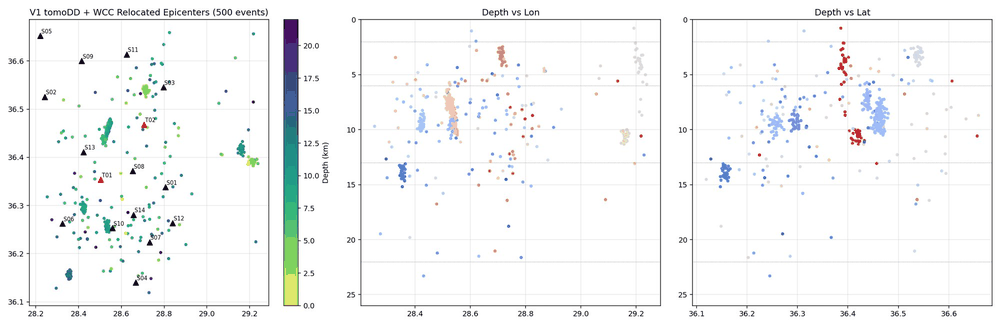 V1 tomoDD + WCC Relocated Epicenters (500 events)
S05
S11
S09
S03
S02
T02
S13
S08
T01
S01
S14
S06
S10
S12
S07
S04
36.6
36.5
36.4
36.3
36.2
36.1
28.2 28.4 28.6 28.8 29.0 29.2
20.0
17.5
15.0
12.5
10.0
7.5
5.0
2.5
0.0
Depth (km)
Depth vs Lon
0
5
10
15
20
25
28.4 28.6 28.8 29.0 29.2
Depth vs Lat
0
5
10
15
20
25
36.1 36.2 36.3 36.4 36.5 36.6